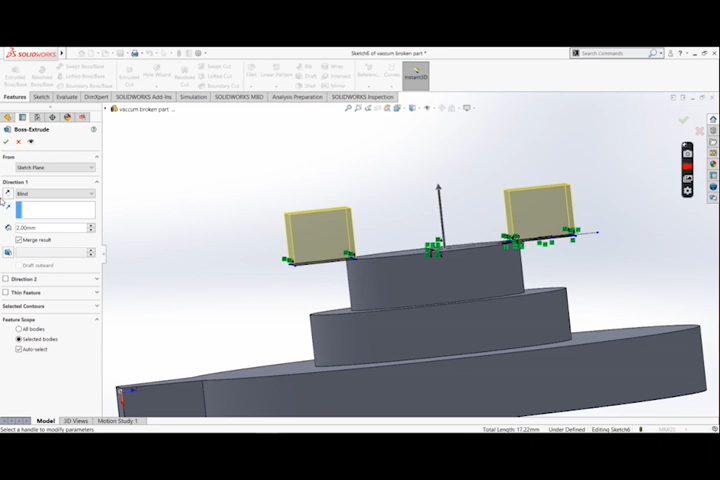 SOLIDWORKS
Sketch6 of vaccum broken part *
Search Commands
Extruded Boss/Base
Revolved Boss/Base
Swept Boss/Base
Lofted Boss/Base
Boundary Boss/Base
Extruded Cut
Hole Wizard
Revolved Cut
Swept Cut
Lofted Cut
Boundary Cut
Fillet
Linear Pattern
Rib
Draft
Shell
Wrap
Intersect
Mirror
Reference...
Curves
Instant3D
Features
Sketch
Evaluate
DimXpert
SOLIDWORKS Add-Ins
Simulation
SOLIDWORKS MBD
Analysis Preparation
SOLIDWORKS Inspection
vaccum broken part ...
Boss-Extrude
From
Sketch Plane
Direction 1
Blind
2.00mm
Merge result
Draft outward
Direction 2
Thin Feature
Selected Contours
Feature Scope
All bodies
Selected bodies
Auto-select
Model
3D Views
Motion Study 1
Select a handle to modify parameters
Total Length: 17.22mm
Under Defined
Editing Sketch6
MMGS